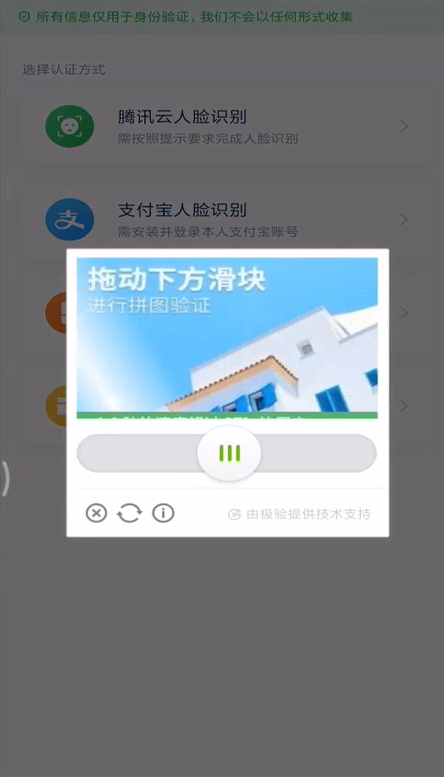 所有信息仅用于身份验证，我们不会以任何形式收集
选择认证方式
腾讯云人脸识别
需按照提示要求完成人脸识别
支付宝人脸识别
需安装并登录本人支付宝账号
拖动下方滑块
进行拼图验证
由极验提供技术支持